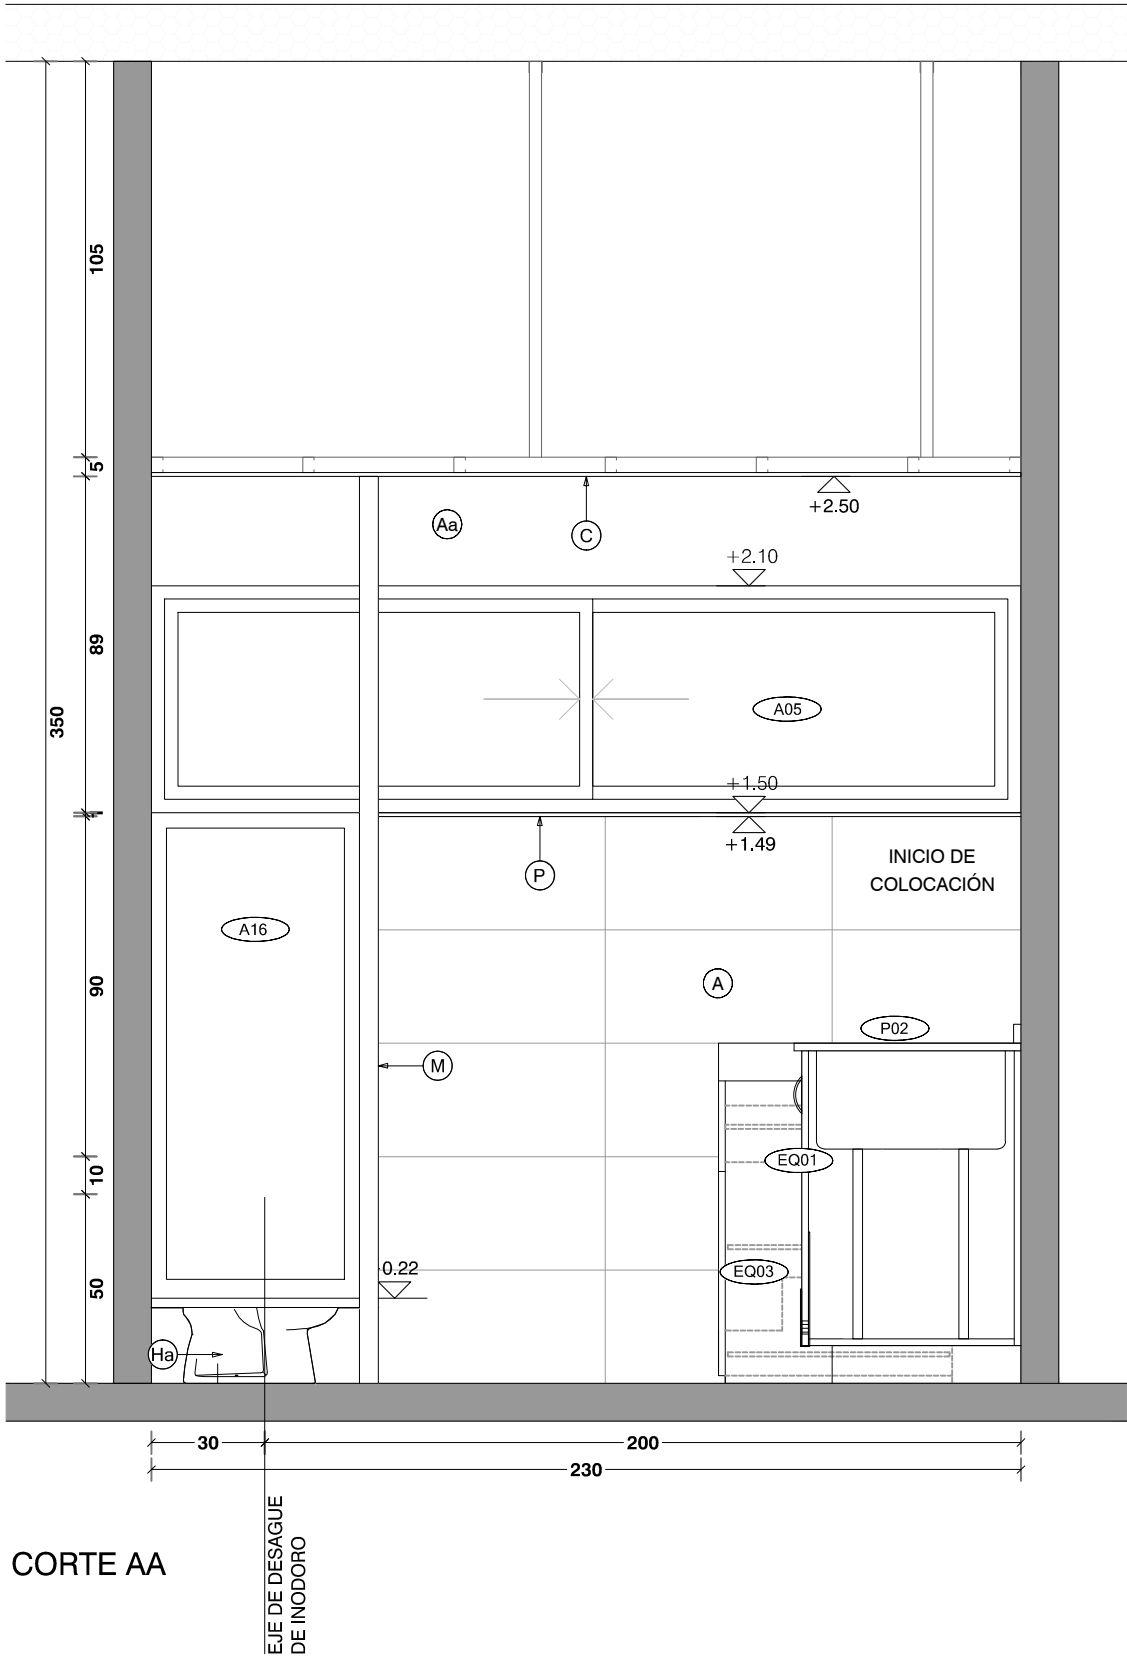 105
5
+2.50
Aa
C
+2.10
89
350
A05
+1.50
1
+1.49
P
INICIO DE
COLOCACIÓN
A16
90
A
P02
M
10
EQ01
0.22
EQ03
50
Ha
30
200
230
EJE DE DESAGUE
DE INODORO
CORTE AA